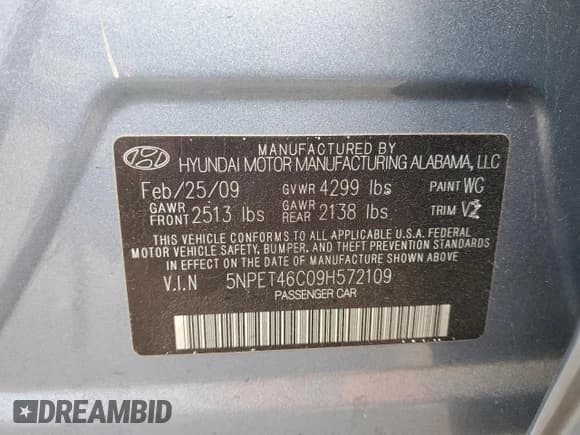 MANUFACTURED BY
HYUNDAI MOTOR MANUFACTURING ALABAMA, LLC
Feb/25/09 GVWR 4299 lbs PAINT WG
GAWR FRONT 2513 lbs GAWR REAR 2138 lbs TRIM VZ
THIS VEHICLE CONFORMS TO ALL APPLICABLE U.S.A. FEDERAL
MOTOR VEHICLE SAFETY, BUMPER, AND THEFT PREVENTION STANDARDS
IN EFFECT ON THE DATE OF MANUFACTURE SHOWN ABOVE
V.I.N 5NPET46C09H572109
PASSENGER CAR
DREAMBID